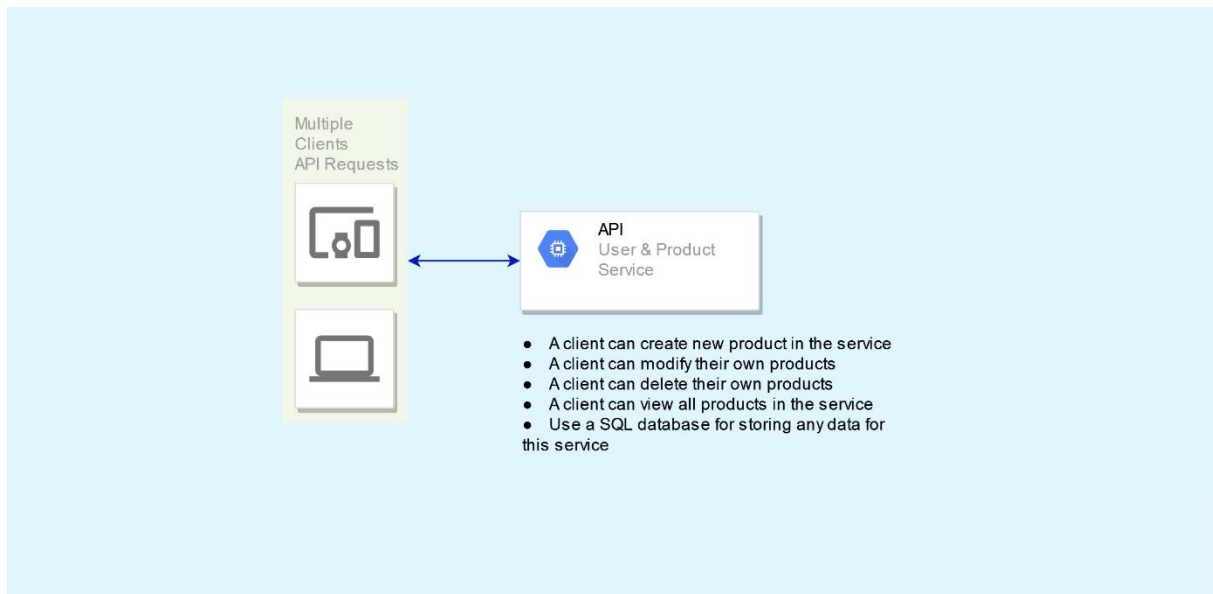 Multiple
Clients
API Requests
API
User & Product
Service
● A client can create new product in the service
● A client can modify their own products
● A client can delete their own products
● A client can view all products in the service
● Use a SQL database for storing any data for
this service